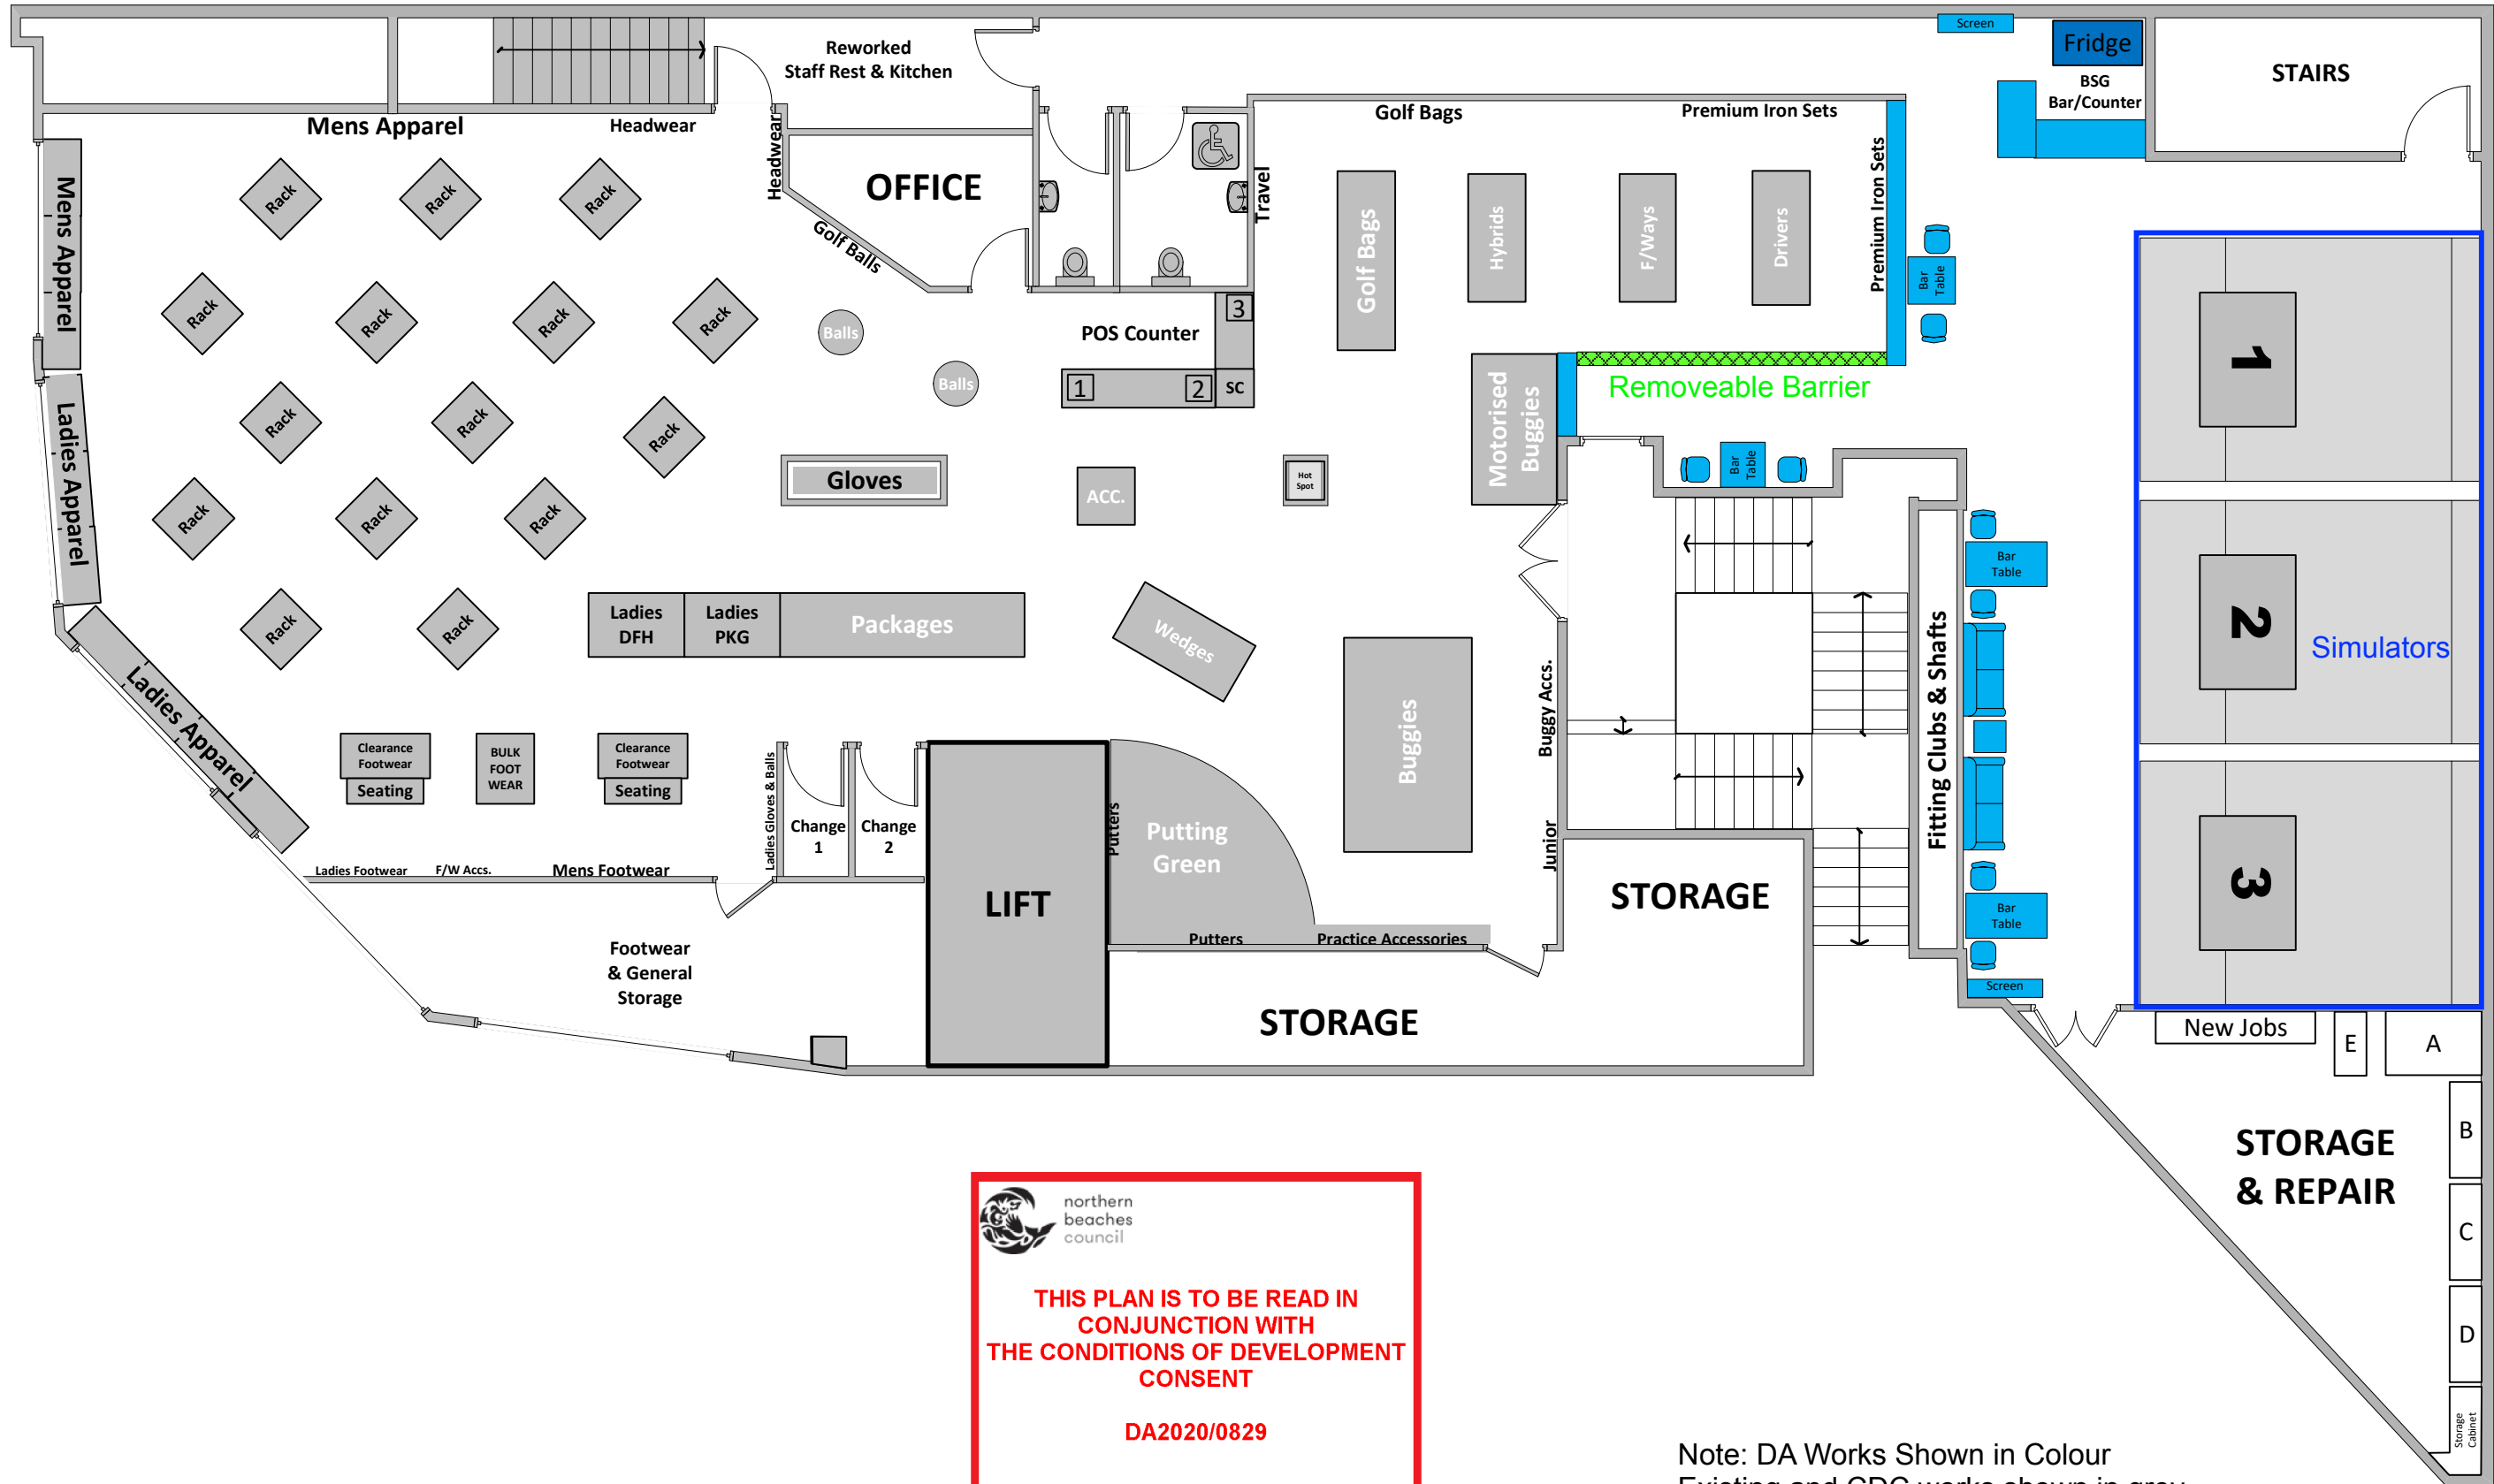 Screen
Fridge
BSG
Bar/Counter
STAIRS
Reworked
Staff Rest & Kitchen
Mens Apparel
Headwear
Headwear
OFFICE
Golf Balls
Travel
Golf Bags
Premium Iron Sets
Premium Iron Sets
Mens Apparel
Rack
Rack
Rack
Golf Bags
Hybrids
F/Ways
Drivers
Bar
Table
Rack
Rack
Rack
Rack
Balls
Balls
POS Counter
3
1
2
SC
Removeable Barrier
Motorised
Buggies
1
Ladies Apparel
Rack
Rack
Rack
Gloves
ACC.
Hot
Spot
Bar
Table
Rack
Rack
Rack
Bar
Table
Rack
Rack
Ladies
DFH
Ladies
PKG
Packages
Wedges
Buggies
Buggy Accs.
Fitting Clubs & Shafts
2
Simulators
Ladies Apparel
Clearance
Footwear
Seating
BULK
FOOT
WEAR
Clearance
Footwear
Seating
Ladies Gloves & Balls
Change
1
Change
2
Putters
Putting
Green
Junior
Ladies Footwear
F/W Accs.
Mens Footwear
LIFT
STORAGE
3
Bar
Table
Putters
Practice Accessories
Footwear
& General
Storage
STORAGE
Screen
New Jobs
E
A
B
STORAGE
& REPAIR
C
D
Storage
Cabinet
northern
beaches
council
THIS PLAN IS TO BE READ IN
CONJUNCTION WITH
THE CONDITIONS OF DEVELOPMENT
CONSENT
DA2020/0829
Note: DA Works Shown in Colour
Existing and CDC works shown in grey